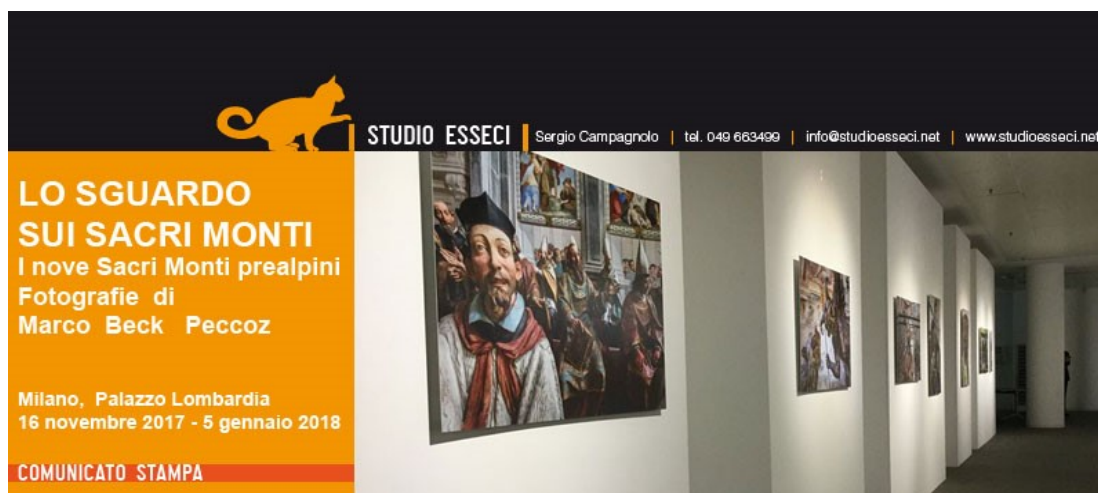 STUDIO ESSECI | Sergio Campagnolo | tel. 049 663499 | info@studioesseci.net | www.studioesseci.net
LO SGUARDO
SUI SACRI MONTI
I nove Sacri Monti prealpini
Fotografie di
Marco Beck Peccoz
Milano, Palazzo Lombardia
16 novembre 2017 - 5 gennaio 2018
COMUNICATO STAMPA